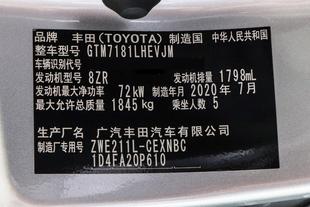 品牌 丰田(TOYOTA) 制造国 中华人民共和国
整车型号 GTM7181LHEVJM
车辆识别代号
发动机型号 8ZR 发动机排量 1798mL
发动机最大净功率 72kW 制造年月 2020年7月
最大允许总质量 1845kg 乘坐人数 5
生产厂名 广汽丰田汽车有限公司
制造厂专用号 ZWE211L-CEXNBC
1D4FA20P610